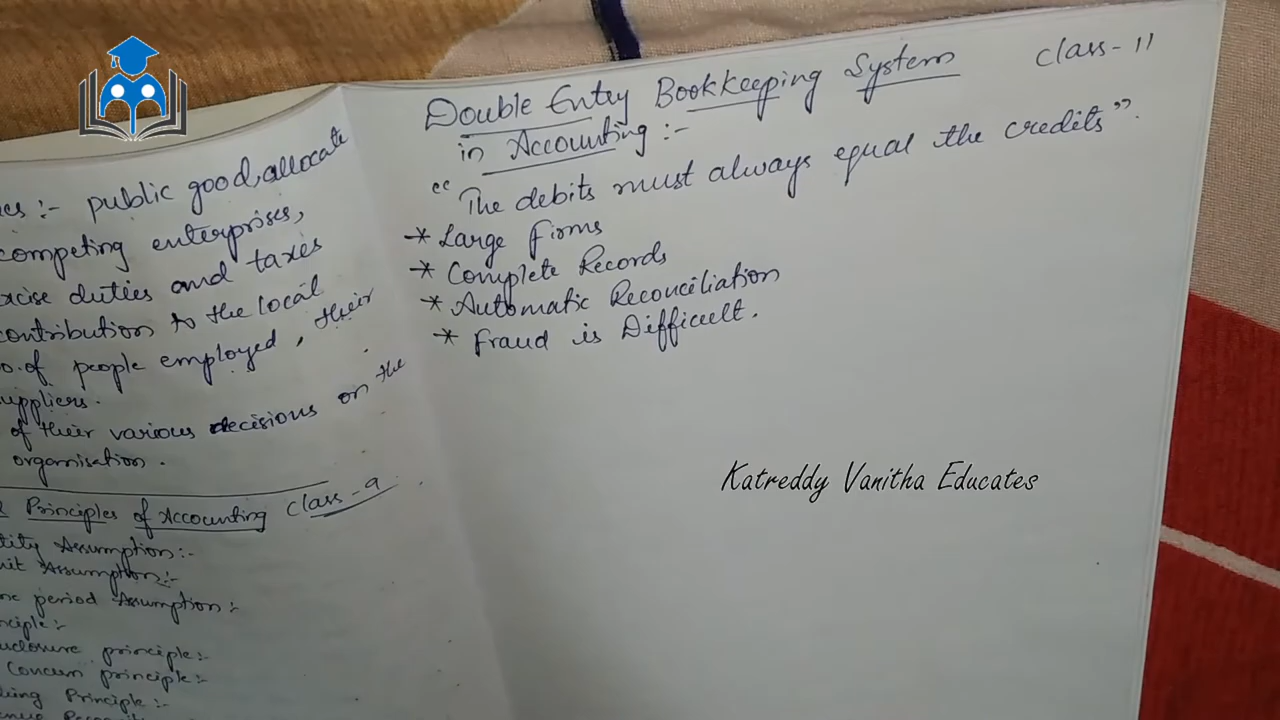 public good, allocate
competing enterprises,
duties and taxes
contribution to the local
of people employed, their
of their various decisions on the
organisation.
Principles of Accounting Class-9
Assumption:-
Assumption:-
period Assumption:-
principle:-
Concern principle:-
Principle:-
Double Entry Bookkeeping System Class-11
in Accounting:-
"The debits must always equal the credits".
* Large Firms
* Complete Records
* Automatic Reconciliation
* Fraud is Difficult.
Katreddy Vanitha Educates